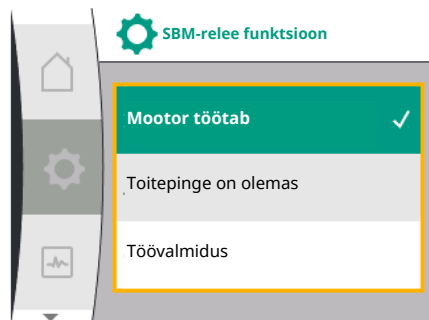 SBM-relee funktsioon
Mootor töötab
Toitepinge on olemas
Töövalmidus